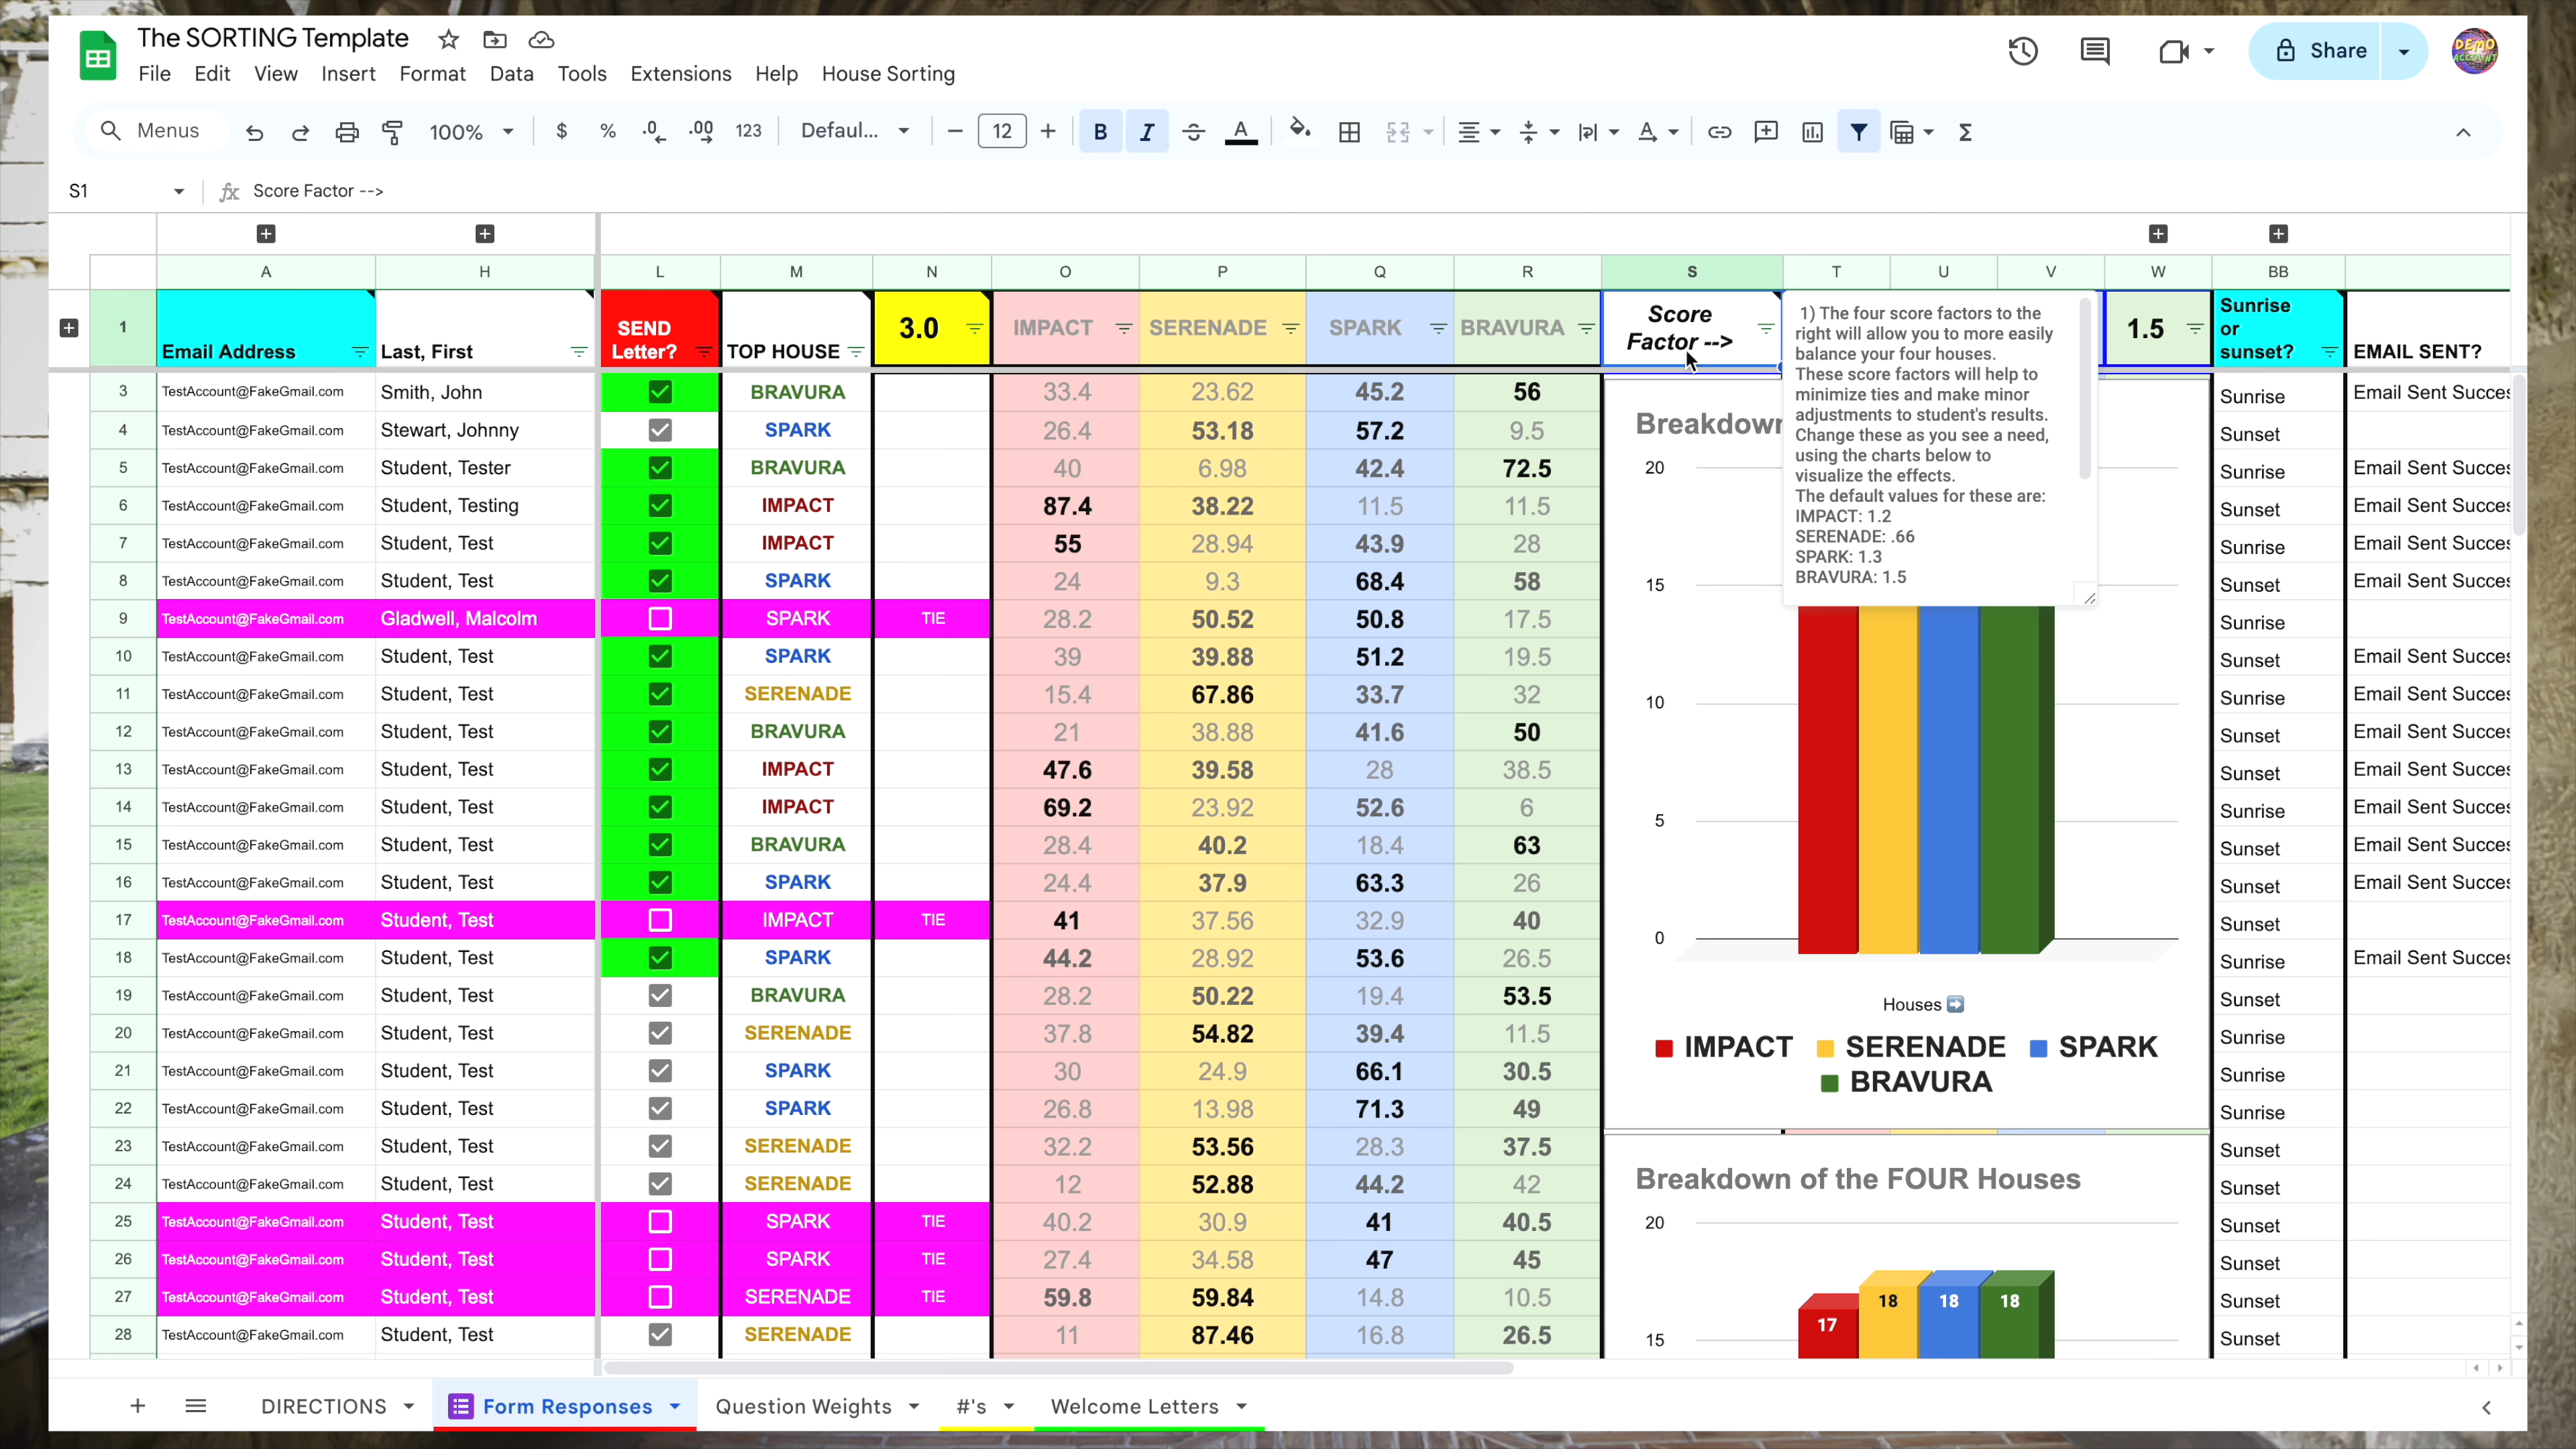 The SORTING Template
File Edit View Insert Format Data Tools Extensions Help House Sorting
Share
DEMO ACCOUNT
Menus 100% $ % .0 .00 123 Defaul... 12 B I A
S1 fx Score Factor -->
A H L M N O P Q R S T U V W BB
1 Email Address Last, First SEND Letter? TOP HOUSE 3.0 IMPACT SERENADE SPARK BRAVURA Score Factor --> 1.5 Sunrise or sunset? EMAIL SENT?
3 TestAccount@FakeGmail.com Smith, John BRAVURA 33.4 23.62 45.2 56 Sunrise Email Sent Succes
4 TestAccount@FakeGmail.com Stewart, Johnny SPARK 26.4 53.18 57.2 9.5 Sunset
5 TestAccount@FakeGmail.com Student, Tester BRAVURA 40 6.98 42.4 72.5 Sunrise Email Sent Succes
6 TestAccount@FakeGmail.com Student, Testing IMPACT 87.4 38.22 11.5 11.5 Sunset Email Sent Succes
7 TestAccount@FakeGmail.com Student, Test IMPACT 55 28.94 43.9 28 Sunrise Email Sent Succes
8 TestAccount@FakeGmail.com Student, Test SPARK 24 9.3 68.4 58 Sunset Email Sent Succes
9 TestAccount@FakeGmail.com Gladwell, Malcolm SPARK TIE 28.2 50.52 50.8 17.5 Sunrise
10 TestAccount@FakeGmail.com Student, Test SPARK 39 39.88 51.2 19.5 Sunset Email Sent Succes
11 TestAccount@FakeGmail.com Student, Test SERENADE 15.4 67.86 33.7 32 Sunrise Email Sent Succes
12 TestAccount@FakeGmail.com Student, Test BRAVURA 21 38.88 41.6 50 Sunset Email Sent Succes
13 TestAccount@FakeGmail.com Student, Test IMPACT 47.6 39.58 28 38.5 Sunset Email Sent Succes
14 TestAccount@FakeGmail.com Student, Test IMPACT 69.2 23.92 52.6 6 Sunrise Email Sent Succes
15 TestAccount@FakeGmail.com Student, Test BRAVURA 28.4 40.2 18.4 63 Sunset Email Sent Succes
16 TestAccount@FakeGmail.com Student, Test SPARK 24.4 37.9 63.3 26 Sunset Email Sent Succes
17 TestAccount@FakeGmail.com Student, Test IMPACT TIE 41 37.56 32.9 40 Sunset
18 TestAccount@FakeGmail.com Student, Test SPARK 44.2 28.92 53.6 26.5 Sunrise Email Sent Succes
19 TestAccount@FakeGmail.com Student, Test BRAVURA 28.2 50.22 19.4 53.5 Sunset
20 TestAccount@FakeGmail.com Student, Test SERENADE 37.8 54.82 39.4 11.5 Sunrise
21 TestAccount@FakeGmail.com Student, Test SPARK 30 24.9 66.1 30.5 Sunrise
22 TestAccount@FakeGmail.com Student, Test SPARK 26.8 13.98 71.3 49 Sunrise
23 TestAccount@FakeGmail.com Student, Test SERENADE 32.2 53.56 28.3 37.5 Sunset
24 TestAccount@FakeGmail.com Student, Test SERENADE 12 52.88 44.2 42 Sunset
25 TestAccount@FakeGmail.com Student, Test SPARK TIE 40.2 30.9 41 40.5 Sunset
26 TestAccount@FakeGmail.com Student, Test SPARK TIE 27.4 34.58 47 45 Sunset
27 TestAccount@FakeGmail.com Student, Test SERENADE TIE 59.8 59.84 14.8 10.5 Sunset
28 TestAccount@FakeGmail.com Student, Test SERENADE 11 87.46 16.8 26.5 Sunset
1) The four score factors to the
right will allow you to more easily
balance your four houses.
These score factors will help to
minimize ties and make minor
adjustments to student's results.
Change these as you see a need,
using the charts below to
visualize the effects.
The default values for these are:
IMPACT: 1.2
SERENADE: .66
SPARK: 1.3
BRAVURA: 1.5
Breakdown
20
15
10
5
0
Houses ➡
IMPACT SERENADE SPARK
BRAVURA
Breakdown of the FOUR Houses
20
17 18 18 18
15
DIRECTIONS Form Responses Question Weights #'s Welcome Letters